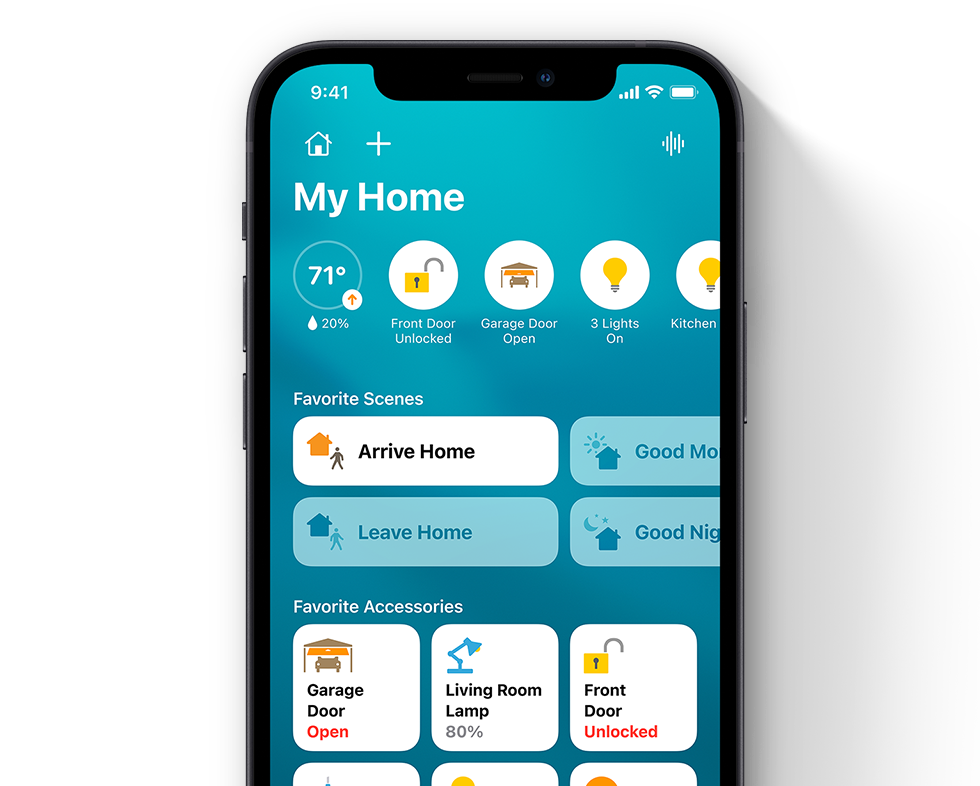 9:41
My Home
71°
20%
Front Door
Unlocked
Garage Door
Open
3 Lights
On
Kitchen
Favorite Scenes
Arrive Home
Good Mo
Leave Home
Good Nig
Favorite Accessories
Garage
Door
Open
Living Room
Lamp
80%
Front
Door
Unlocked